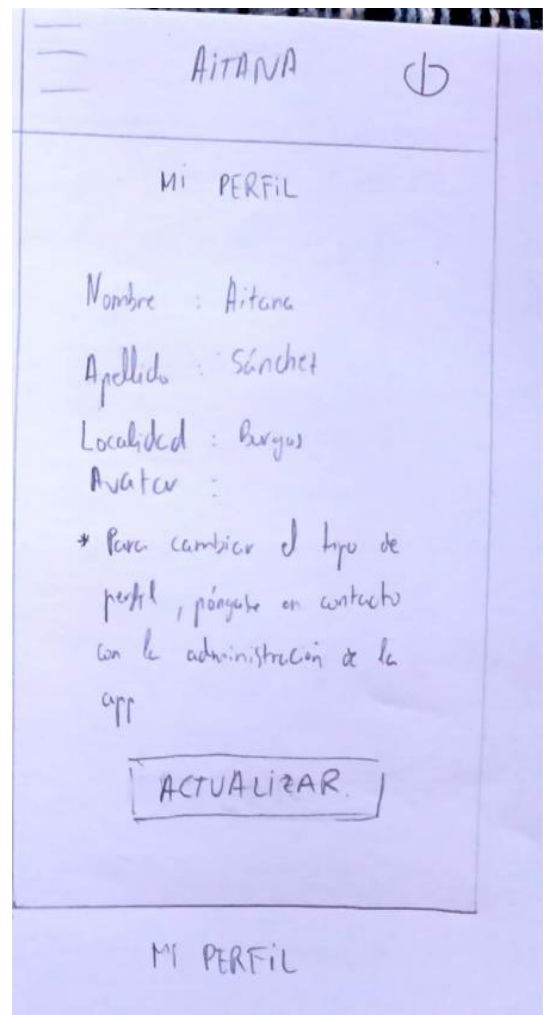 AiTANA
Mi PERFiL
Nombre : Aitana
Apellido : Sánchez
Localidad : Burgos
Avatar :
* Para cambiar el tipo de
perfil, póngase en contacto
con la administración de la
app
ACTUALiZAR.
Mi PERFiL